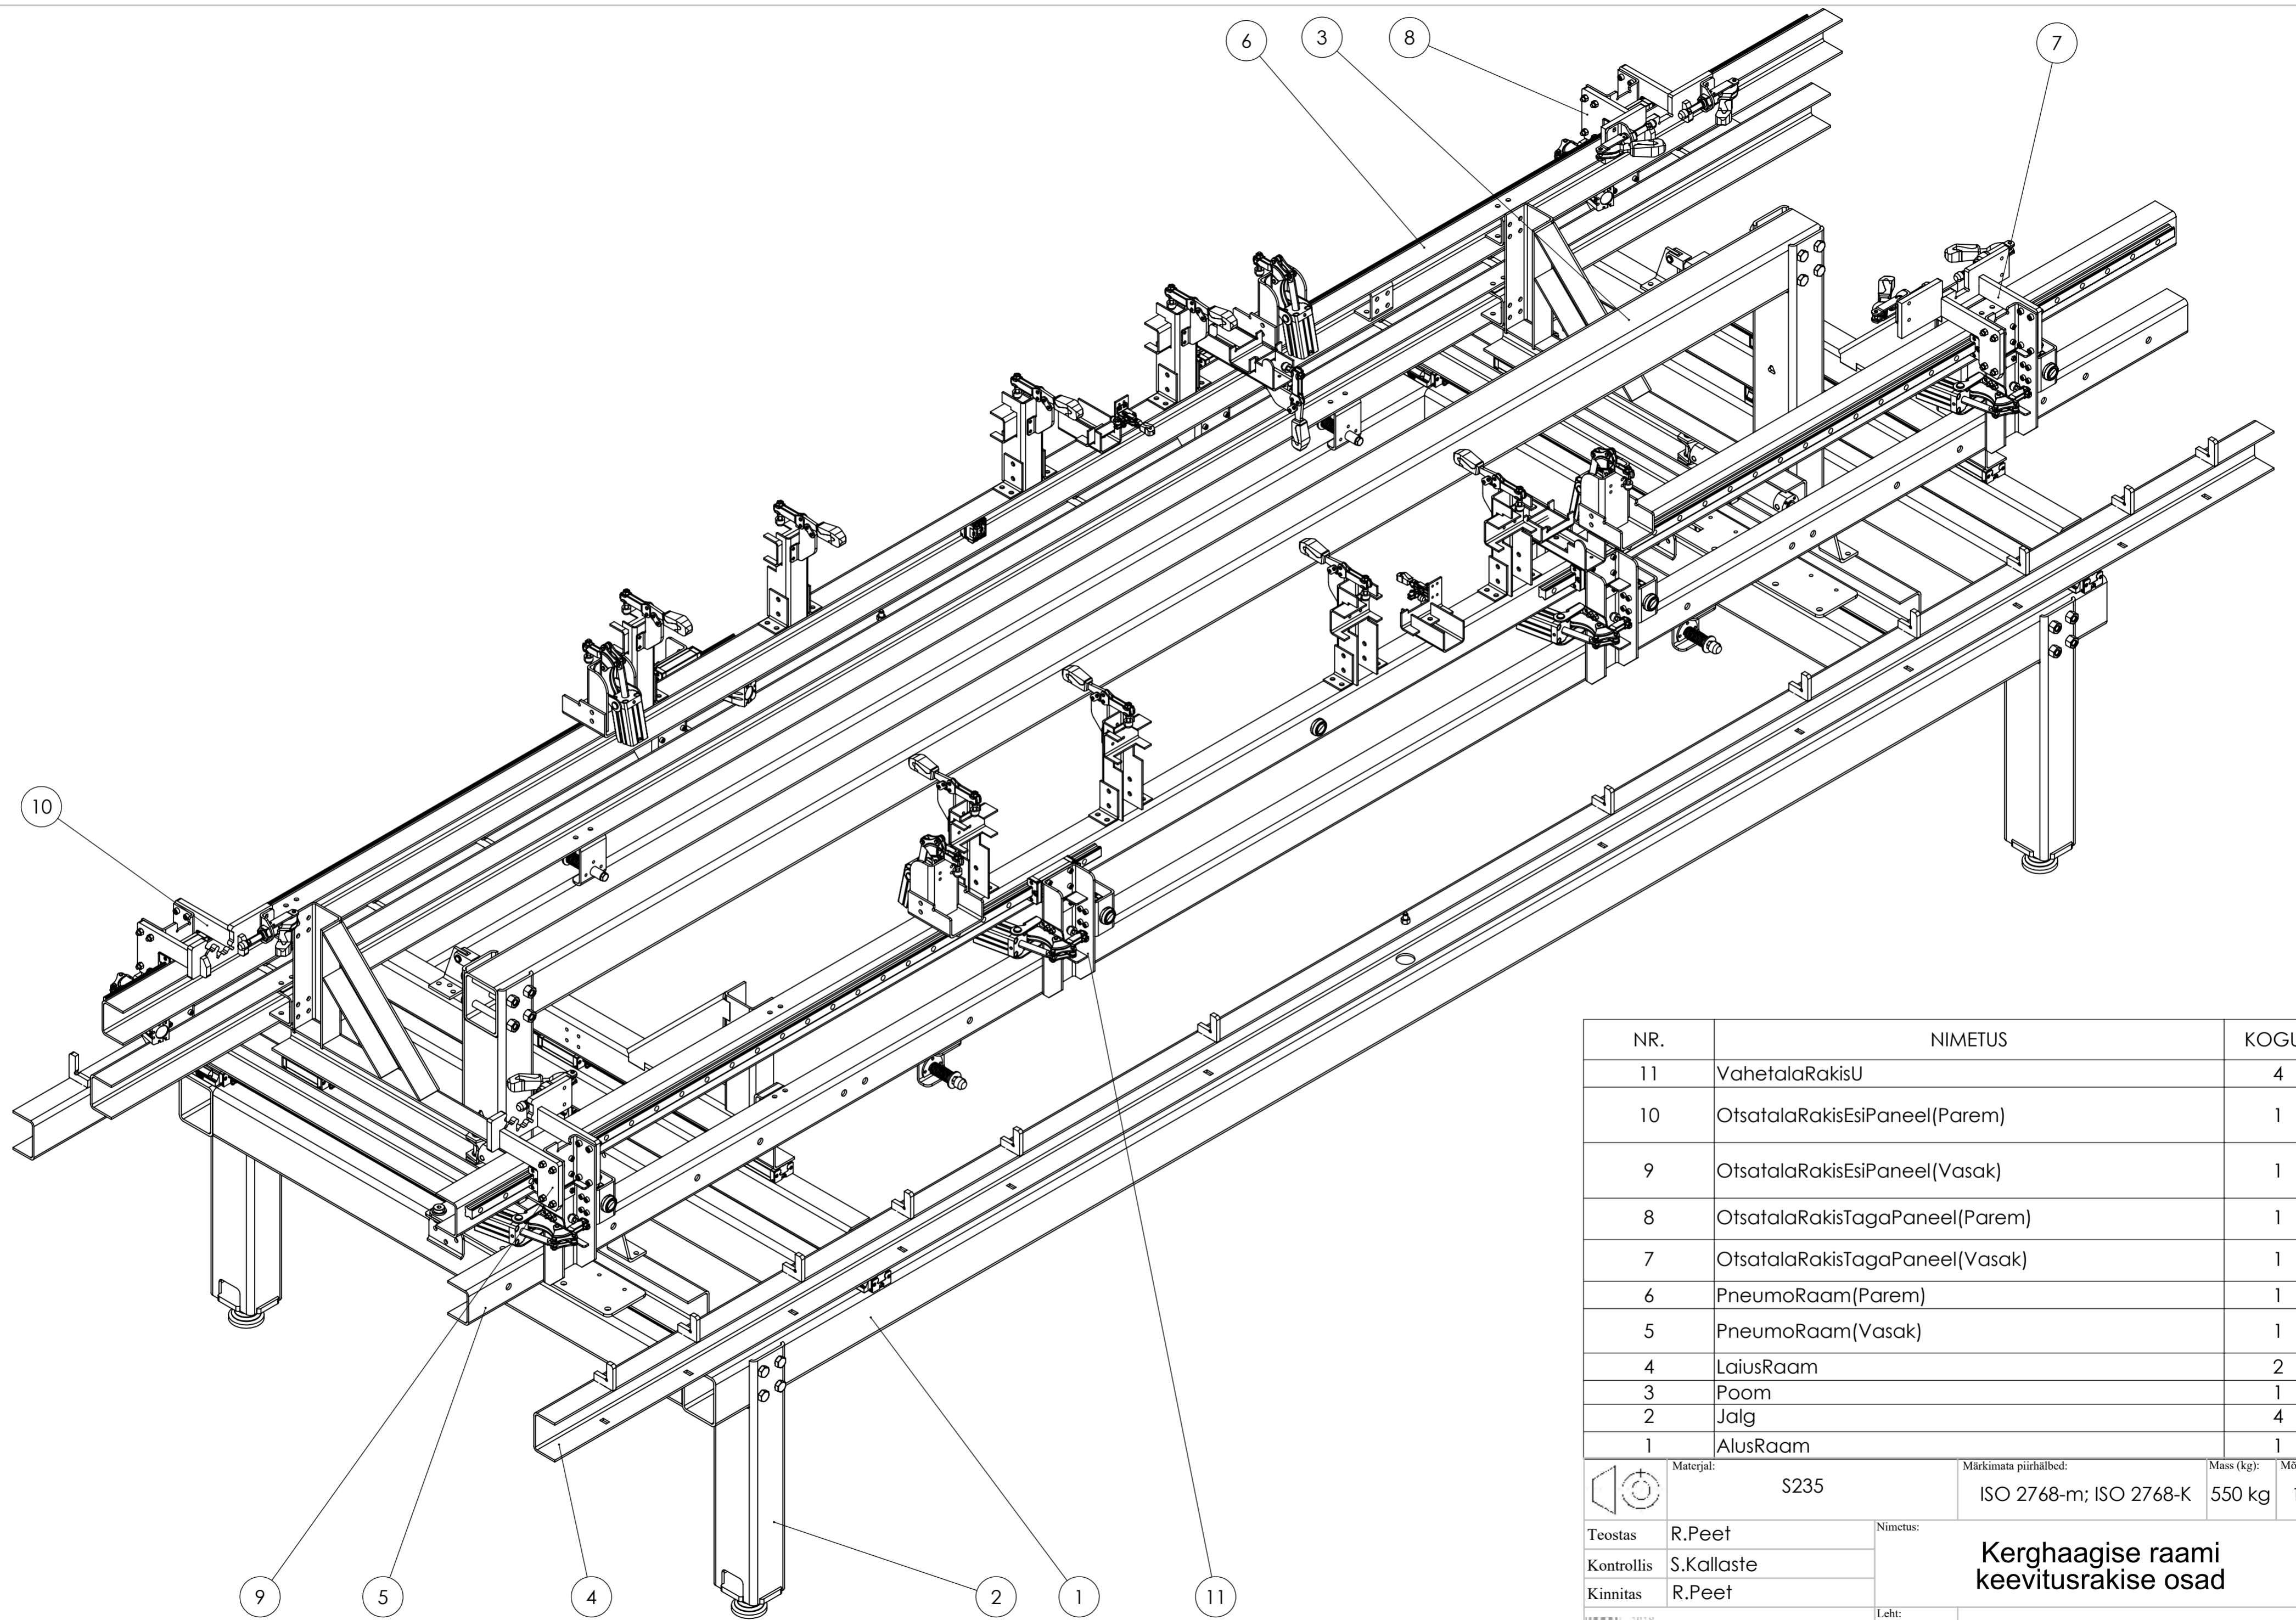 6
3
8
7
10
NR. NIMETUS
11 VahetalaRakisU 4
10 OtsatalaRakisEsiPaneel(Parem) 1
9 OtsatalaRakisEsiPaneel(Vasak) 1
8 OtsatalaRakisTagaPaneel(Parem) 1
7 OtsatalaRakisTagaPaneel(Vasak) 1
6 PneumoRaam(Parem) 1
5 PneumoRaam(Vasak) 1
4 LaiusRaam 2
3 Poom 1
2 Jalg 4
1 AlusRaam 1
Materjal: Märkimata piirhälbed: Mass (kg):
S235 ISO 2768-m; ISO 2768-K 550 kg
Teostas R.Peet Nimetus:
Kontrollis S.Kallaste
Kinnitas R.Peet
Kerghaagise raami
keevitusrakise osad
Leht:
9
5
4
2
1
11